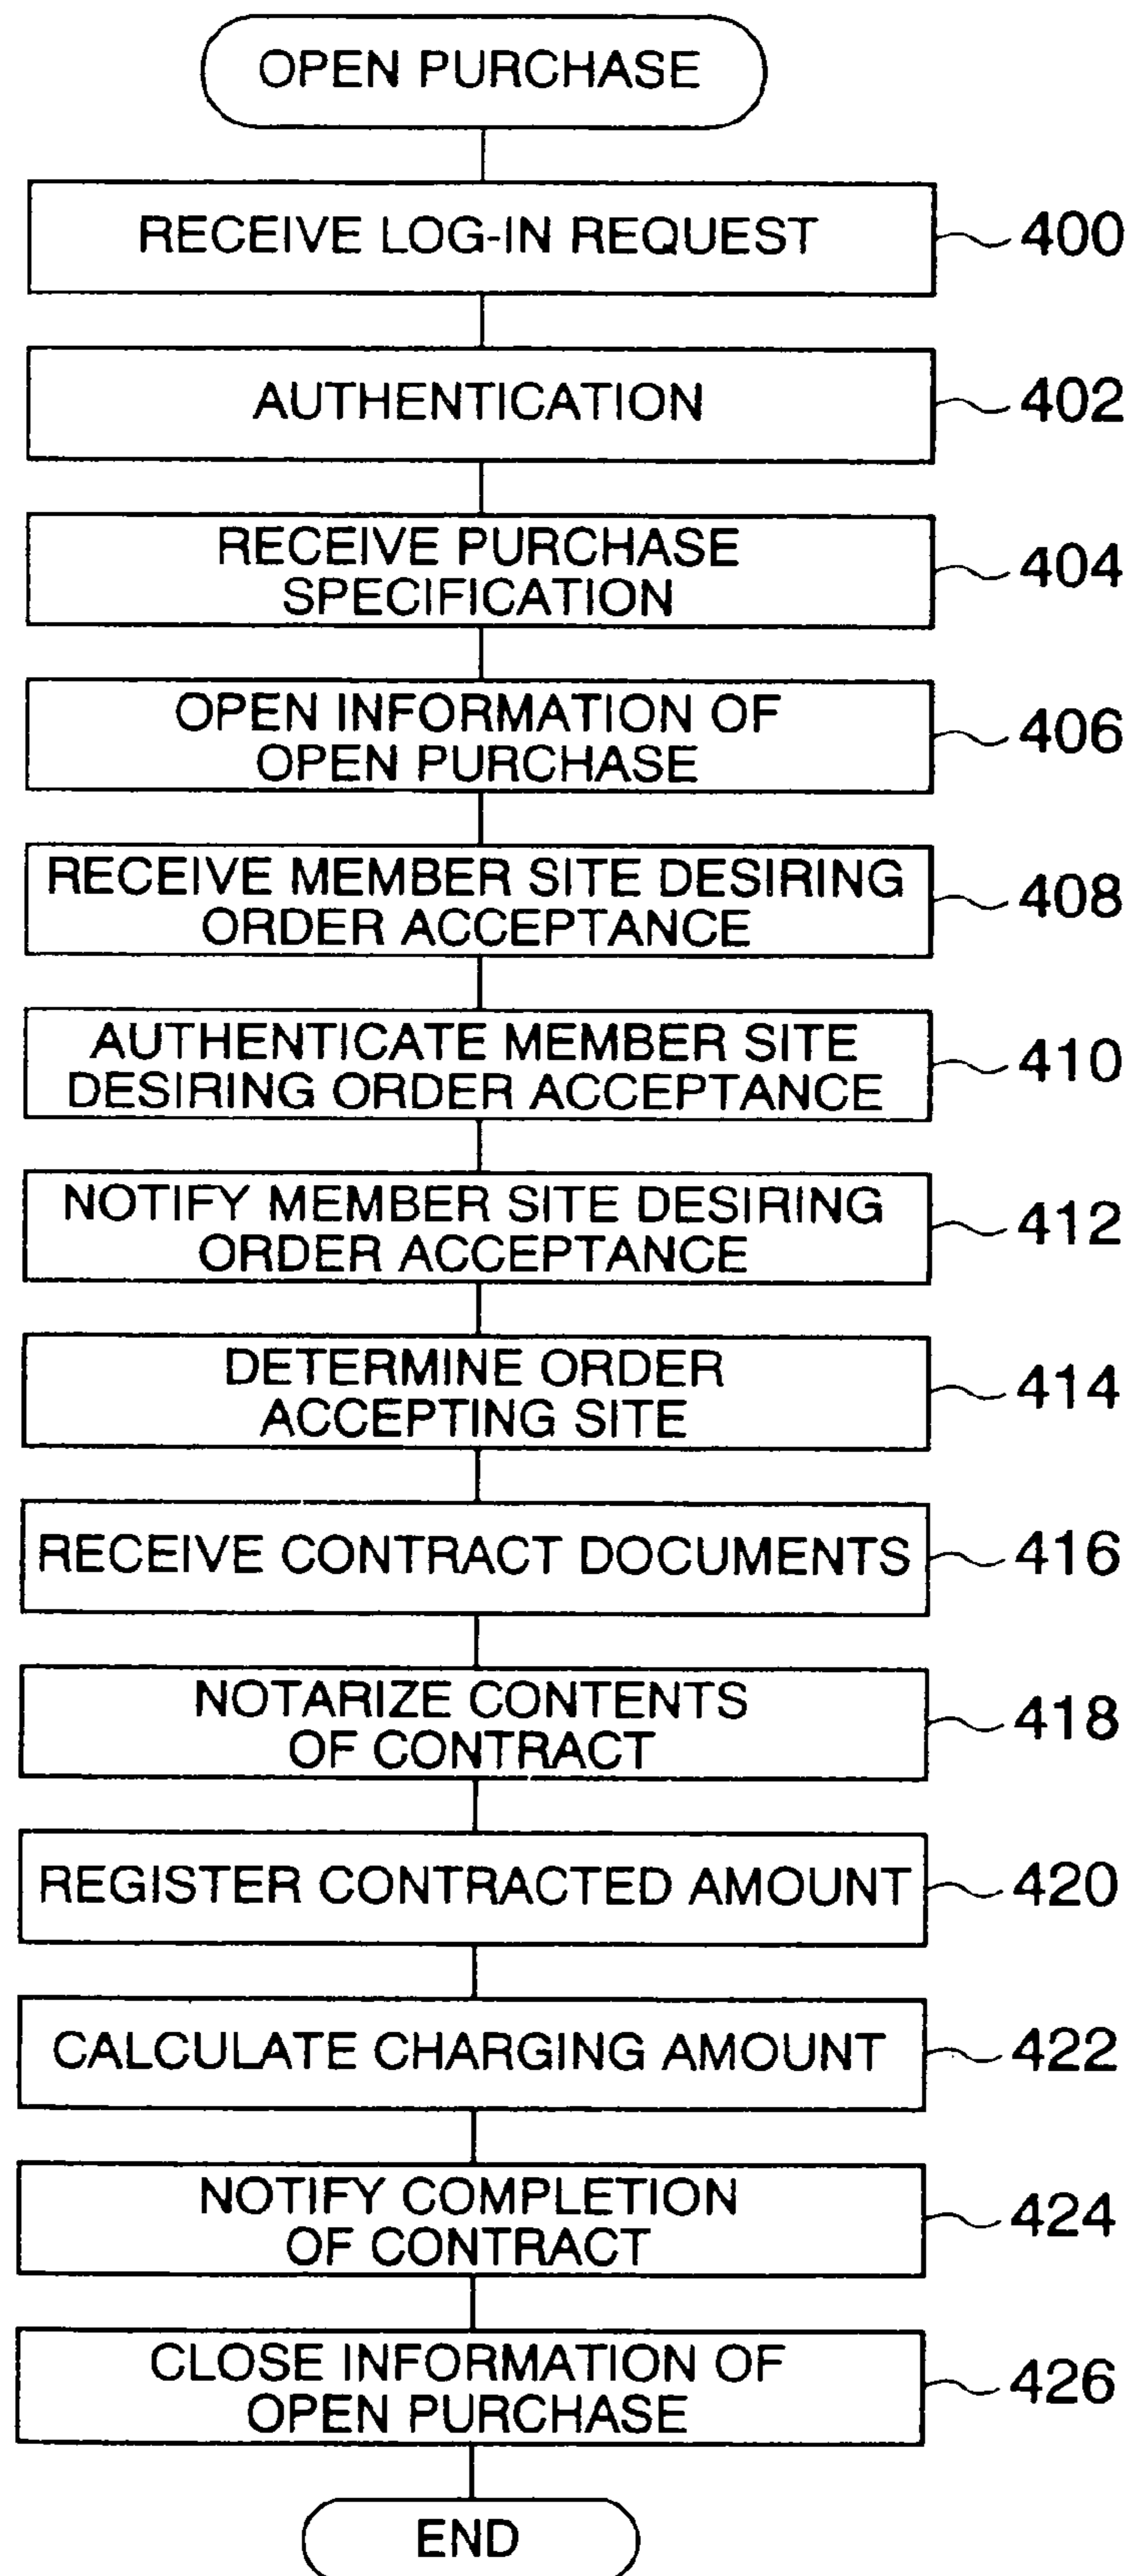 OPEN PURCHASE
RECEIVE LOG-IN REQUEST
400
AUTHENTICATION
402
RECEIVE PURCHASE
SPECIFICATION
404
OPEN INFORMATION OF
OPEN PURCHASE
406
RECEIVE MEMBER SITE DESIRING
ORDER ACCEPTANCE
408
AUTHENTICATE MEMBER SITE
DESIRING ORDER ACCEPTANCE
410
NOTIFY MEMBER SITE DESIRING
ORDER ACCEPTANCE
412
DETERMINE ORDER
ACCEPTING SITE
414
RECEIVE CONTRACT DOCUMENTS
416
NOTARIZE CONTENTS
OF CONTRACT
418
REGISTER CONTRACTED AMOUNT
420
CALCULATE CHARGING AMOUNT
422
NOTIFY COMPLETION
OF CONTRACT
424
CLOSE INFORMATION OF
OPEN PURCHASE
426
END